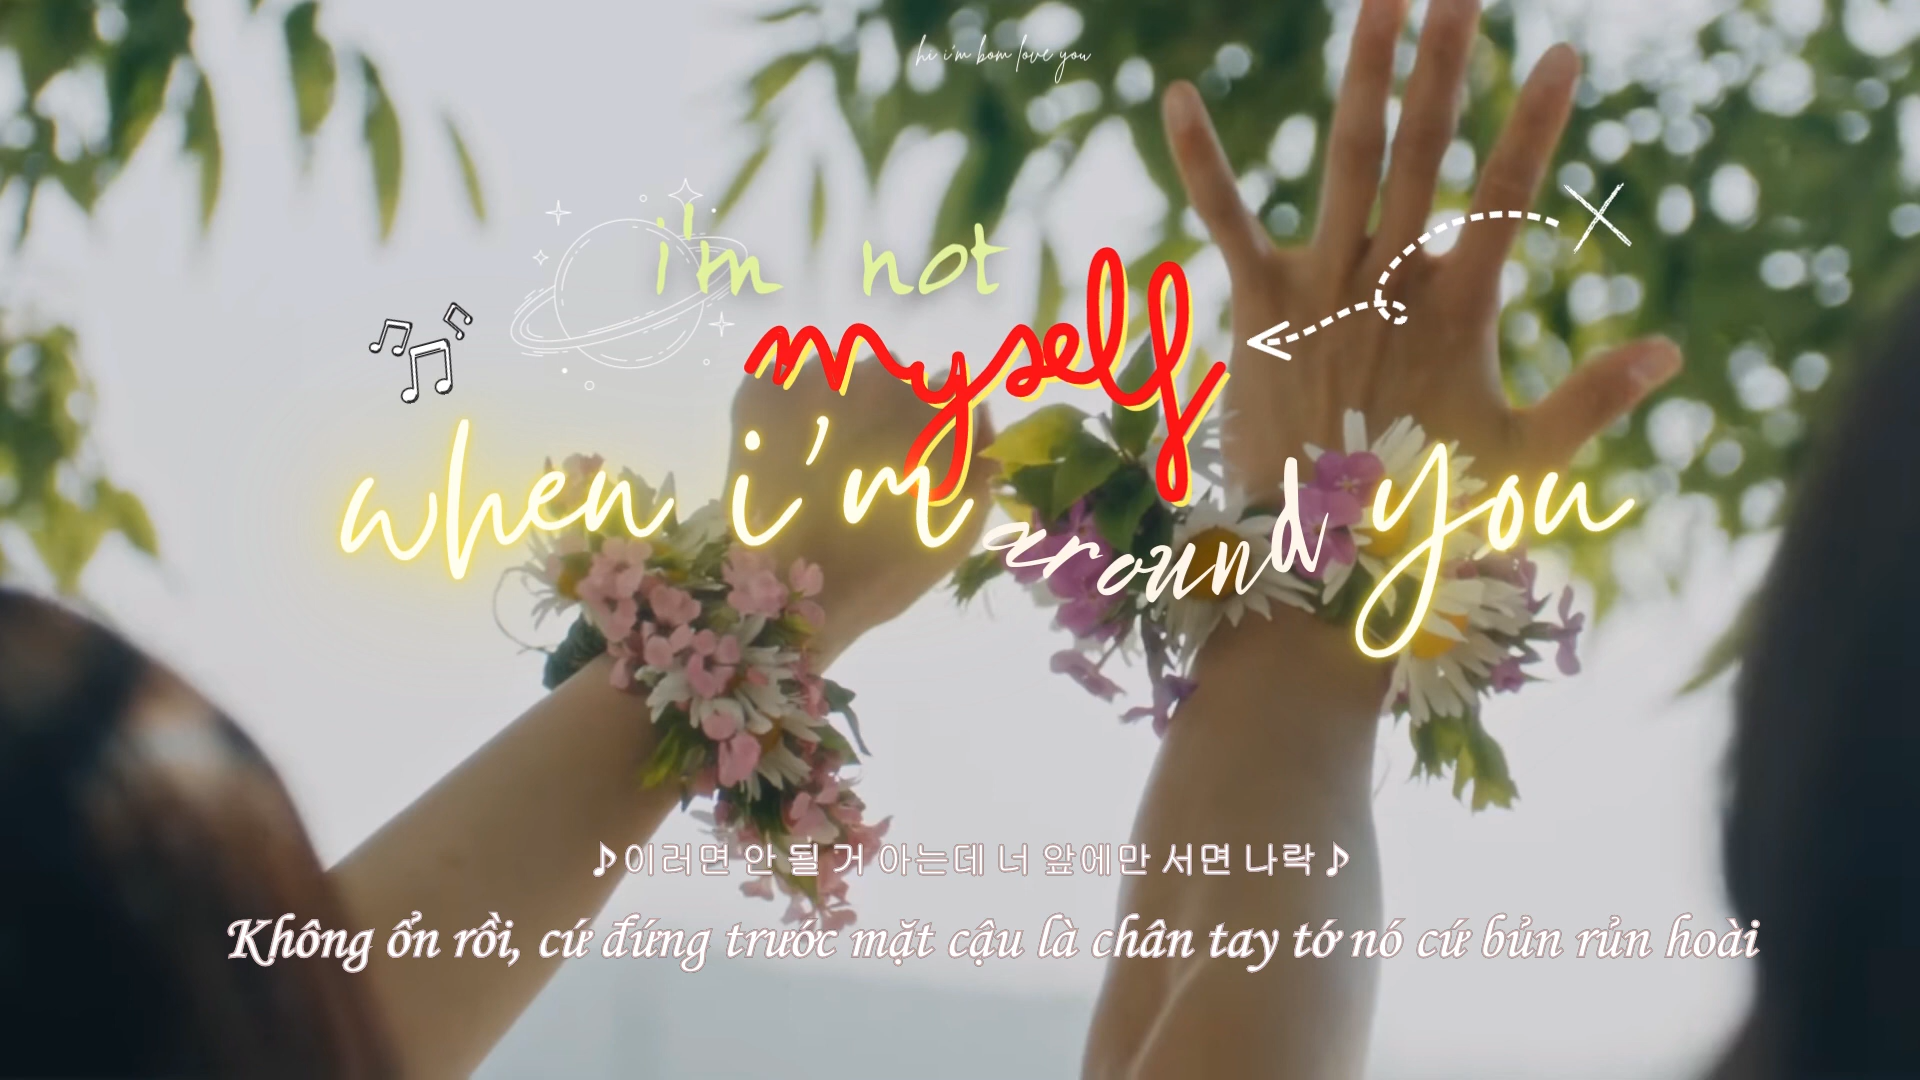 hi i'm bom love you
i'm not
myself
when i'm around you
♪이러면 안 될 거 아는데 너 앞에만 서면 나락♪
Không ổn rồi, cứ đứng trước mặt cậu là chân tay tớ nó cứ bủn rủn hoài